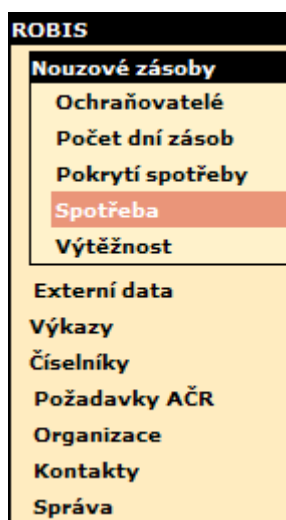 ROBIS
Nouzové zásoby
Ochraňovatelé
Počet dní zásob
Pokrytí spotřeby
Spotřeba
Výtěžnost
Externí data
Výkazy
Číselníky
Požadavky AČR
Organizace
Kontakty
Správa